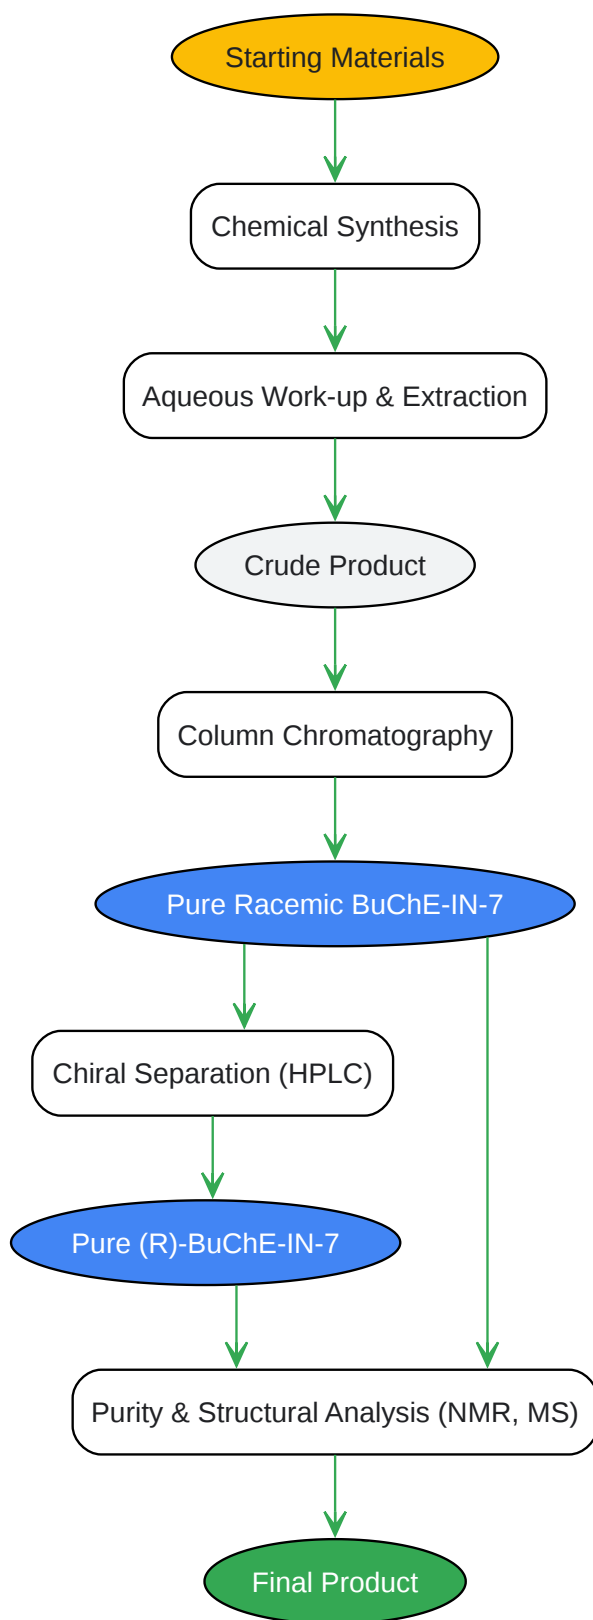 Starting Materials
Chemical Synthesis
Aqueous Work-up & Extraction
Crude Product
Column Chromatography
Pure Racemic BuChE-IN-7
Chiral Separation (HPLC)
Pure (R)-BuChE-IN-7
Purity & Structural Analysis (NMR, MS)
Final Product